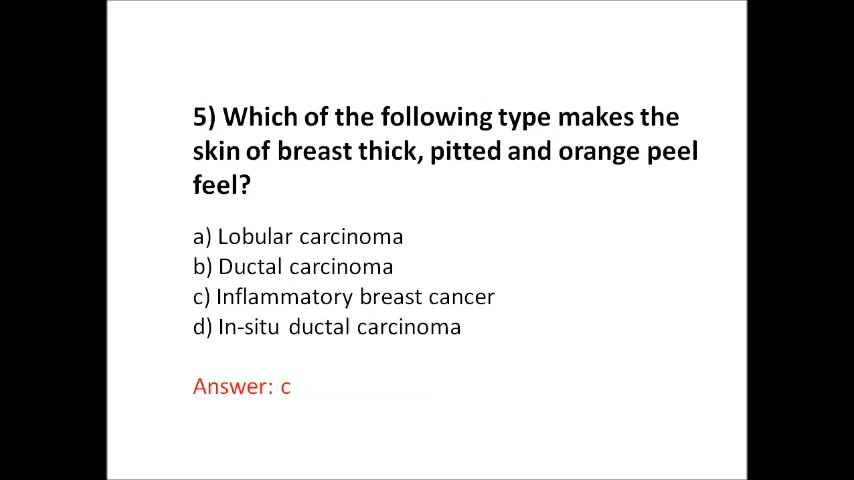 5) Which of the following type makes the
skin of breast thick, pitted and orange peel
feel?
a) Lobular carcinoma
b) Ductal carcinoma
c) Inflammatory breast cancer
d) In-situ ductal carcinoma
Answer: c